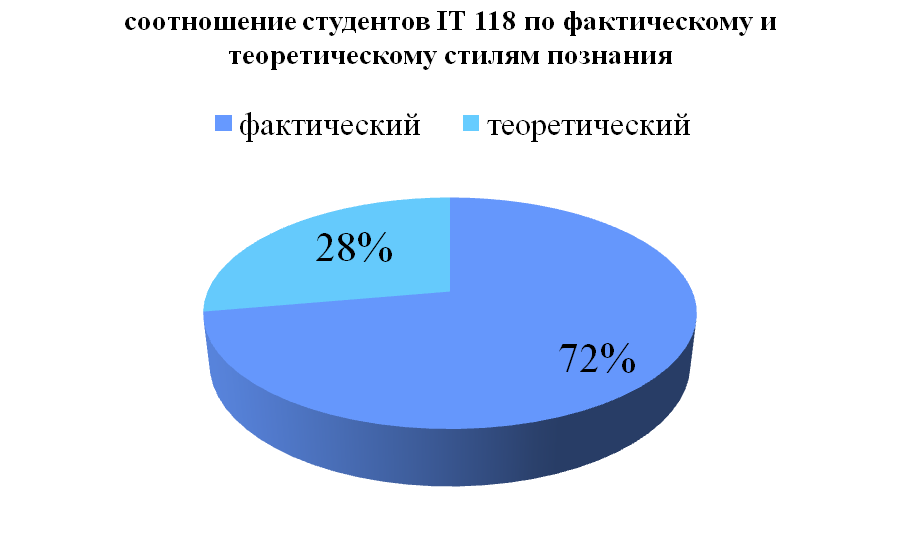 соотношение студентов IT 118 по фактическому и
теоретическому стилям познания
фактический теоретический
28%
72%